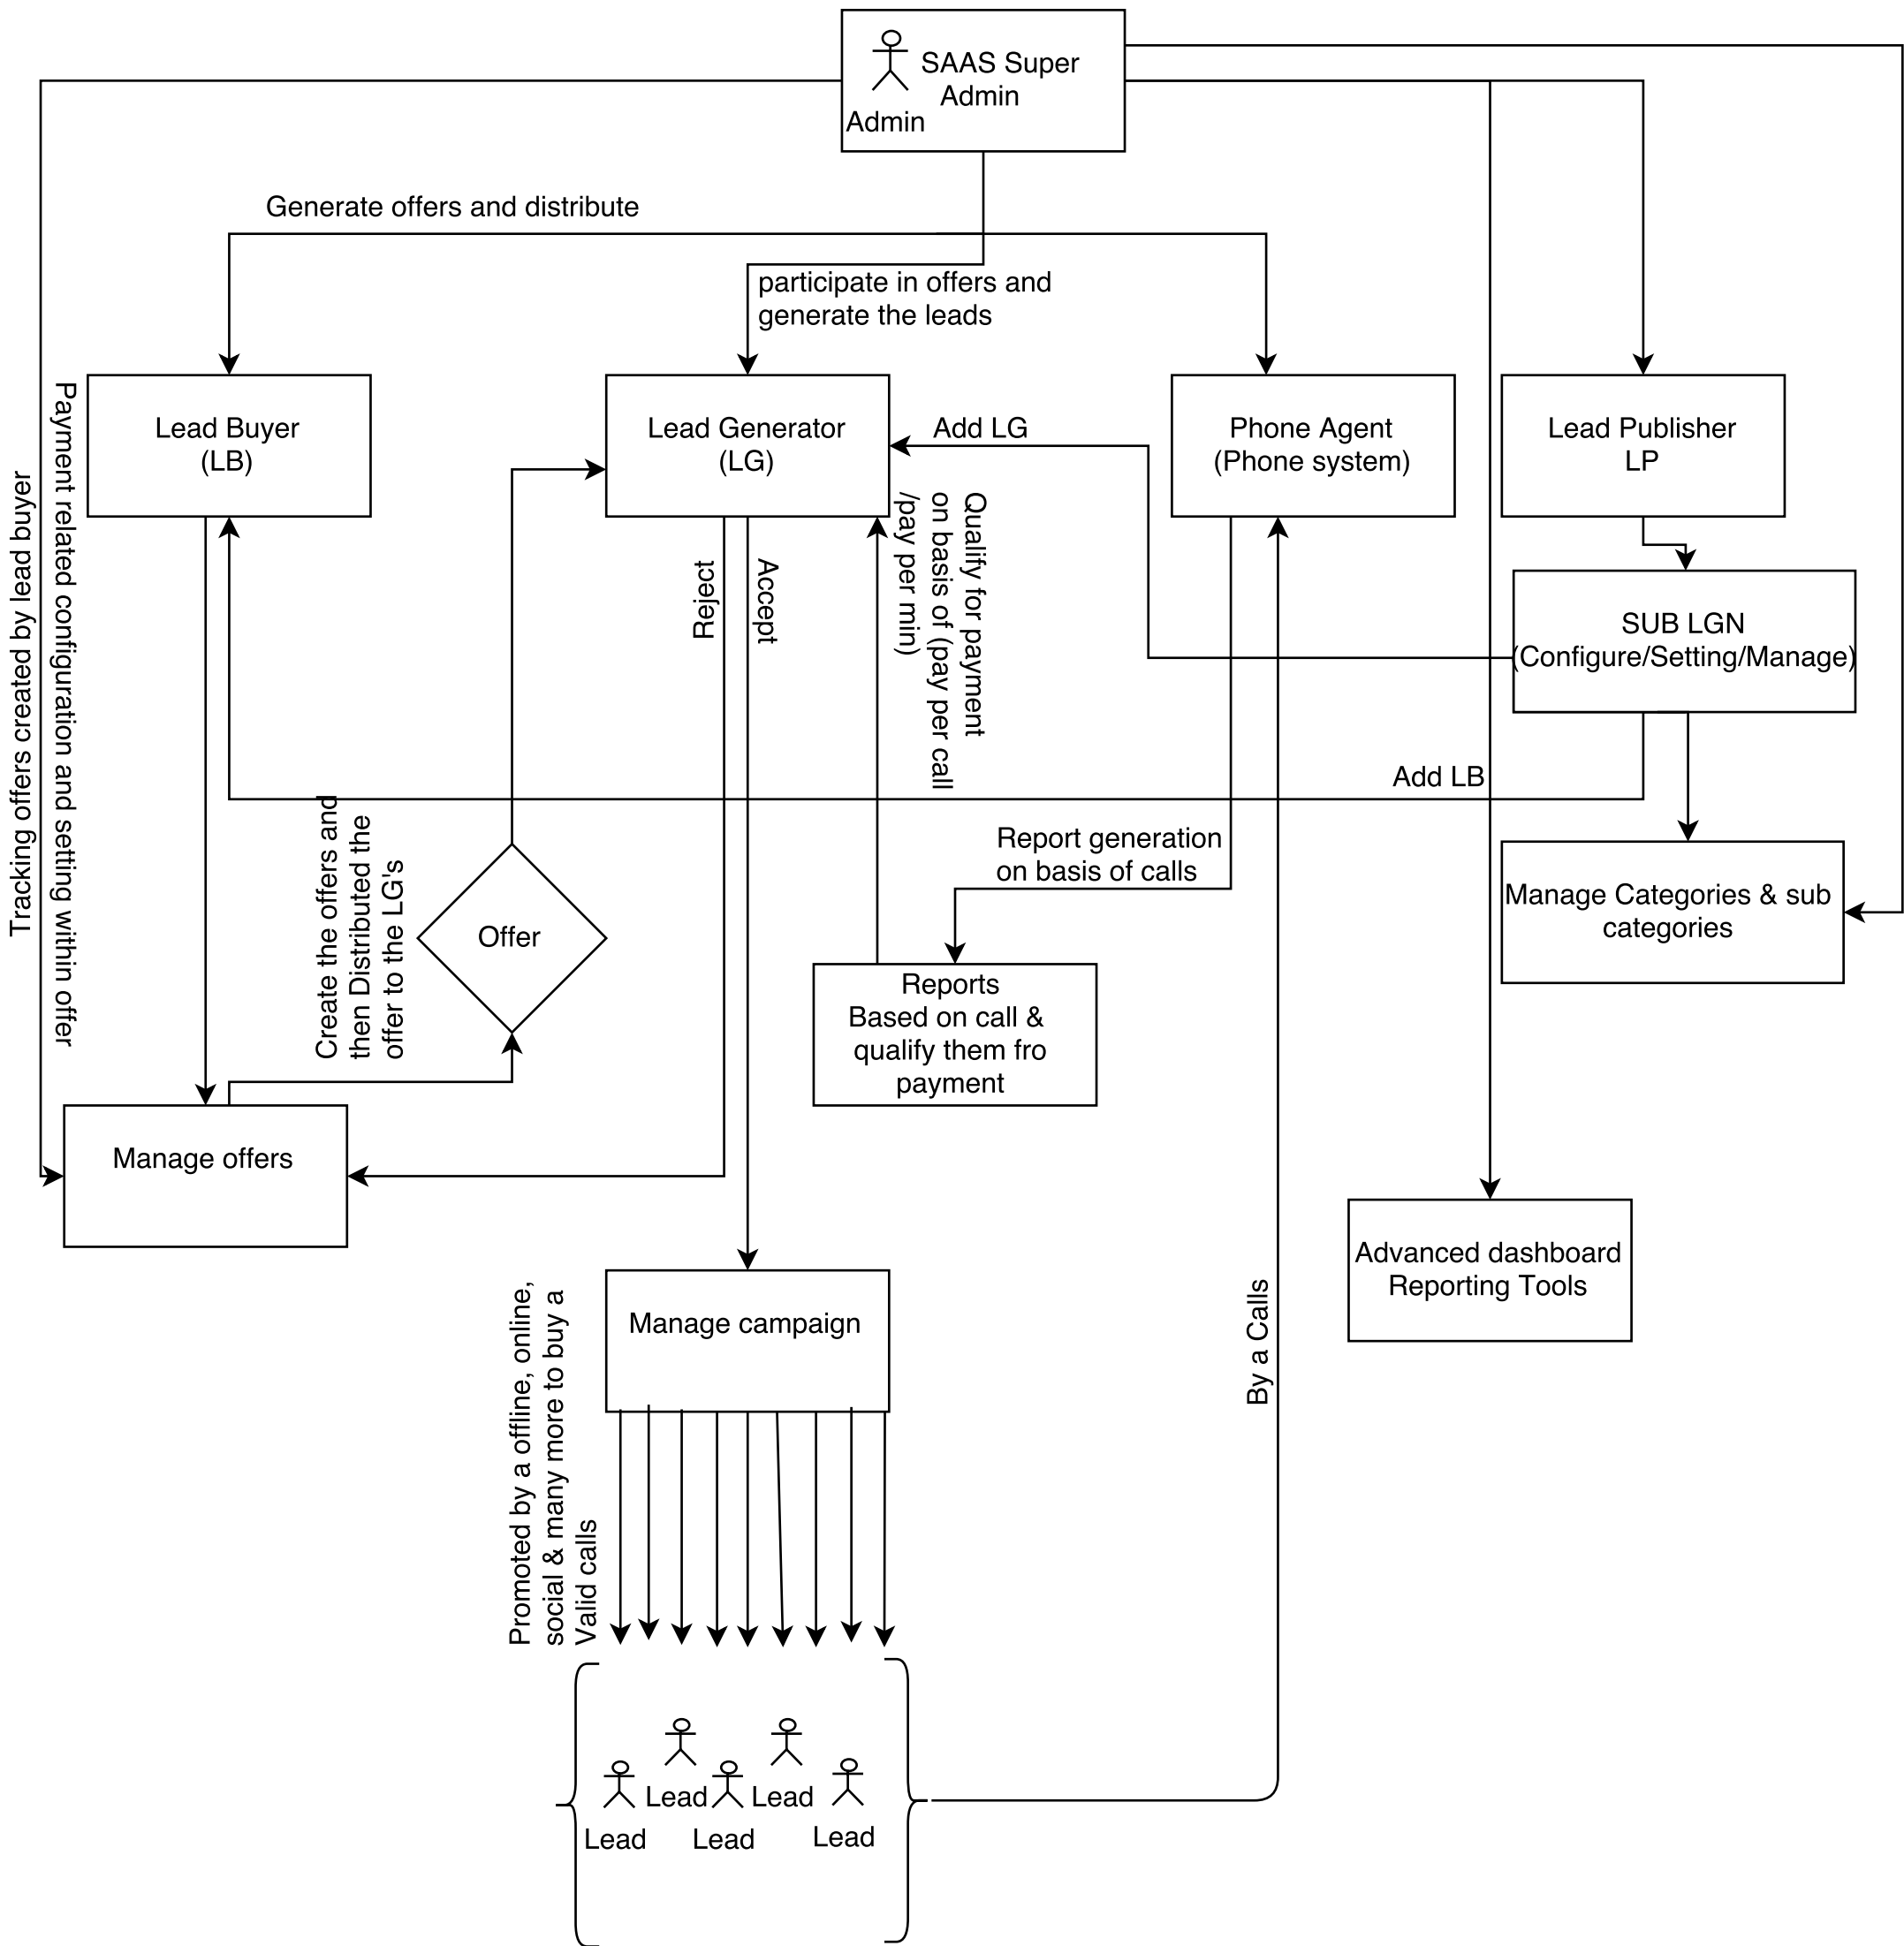 SAAS Super
Admin
Admin
Generate offers and distribute
participate in offers and
generate the leads
Lead Buyer
(LB)
Lead Generator
(LG)
Add LG
Phone Agent
(Phone system)
Lead Publisher
LP
Tracking offers created by lead buyer
Payment related configuration and setting within offer
Reject
Accept
Qualify for payment
on basis of (pay per call
/pay per min)
SUB LGN
(Configure/Setting/Manage)
Add LB
Create the offers and
then Distributed the
offer to the LG's
Offer
Report generation
on basis of calls
Manage Categories & sub
categories
Reports
Based on call &
qualify them fro
payment
Manage offers
Advanced dashboard
Reporting Tools
Manage campaign
By a Calls
Promoted by a offline, online,
social & many more to buy a
Valid calls
Lead
Lead
Lead
Lead
Lead